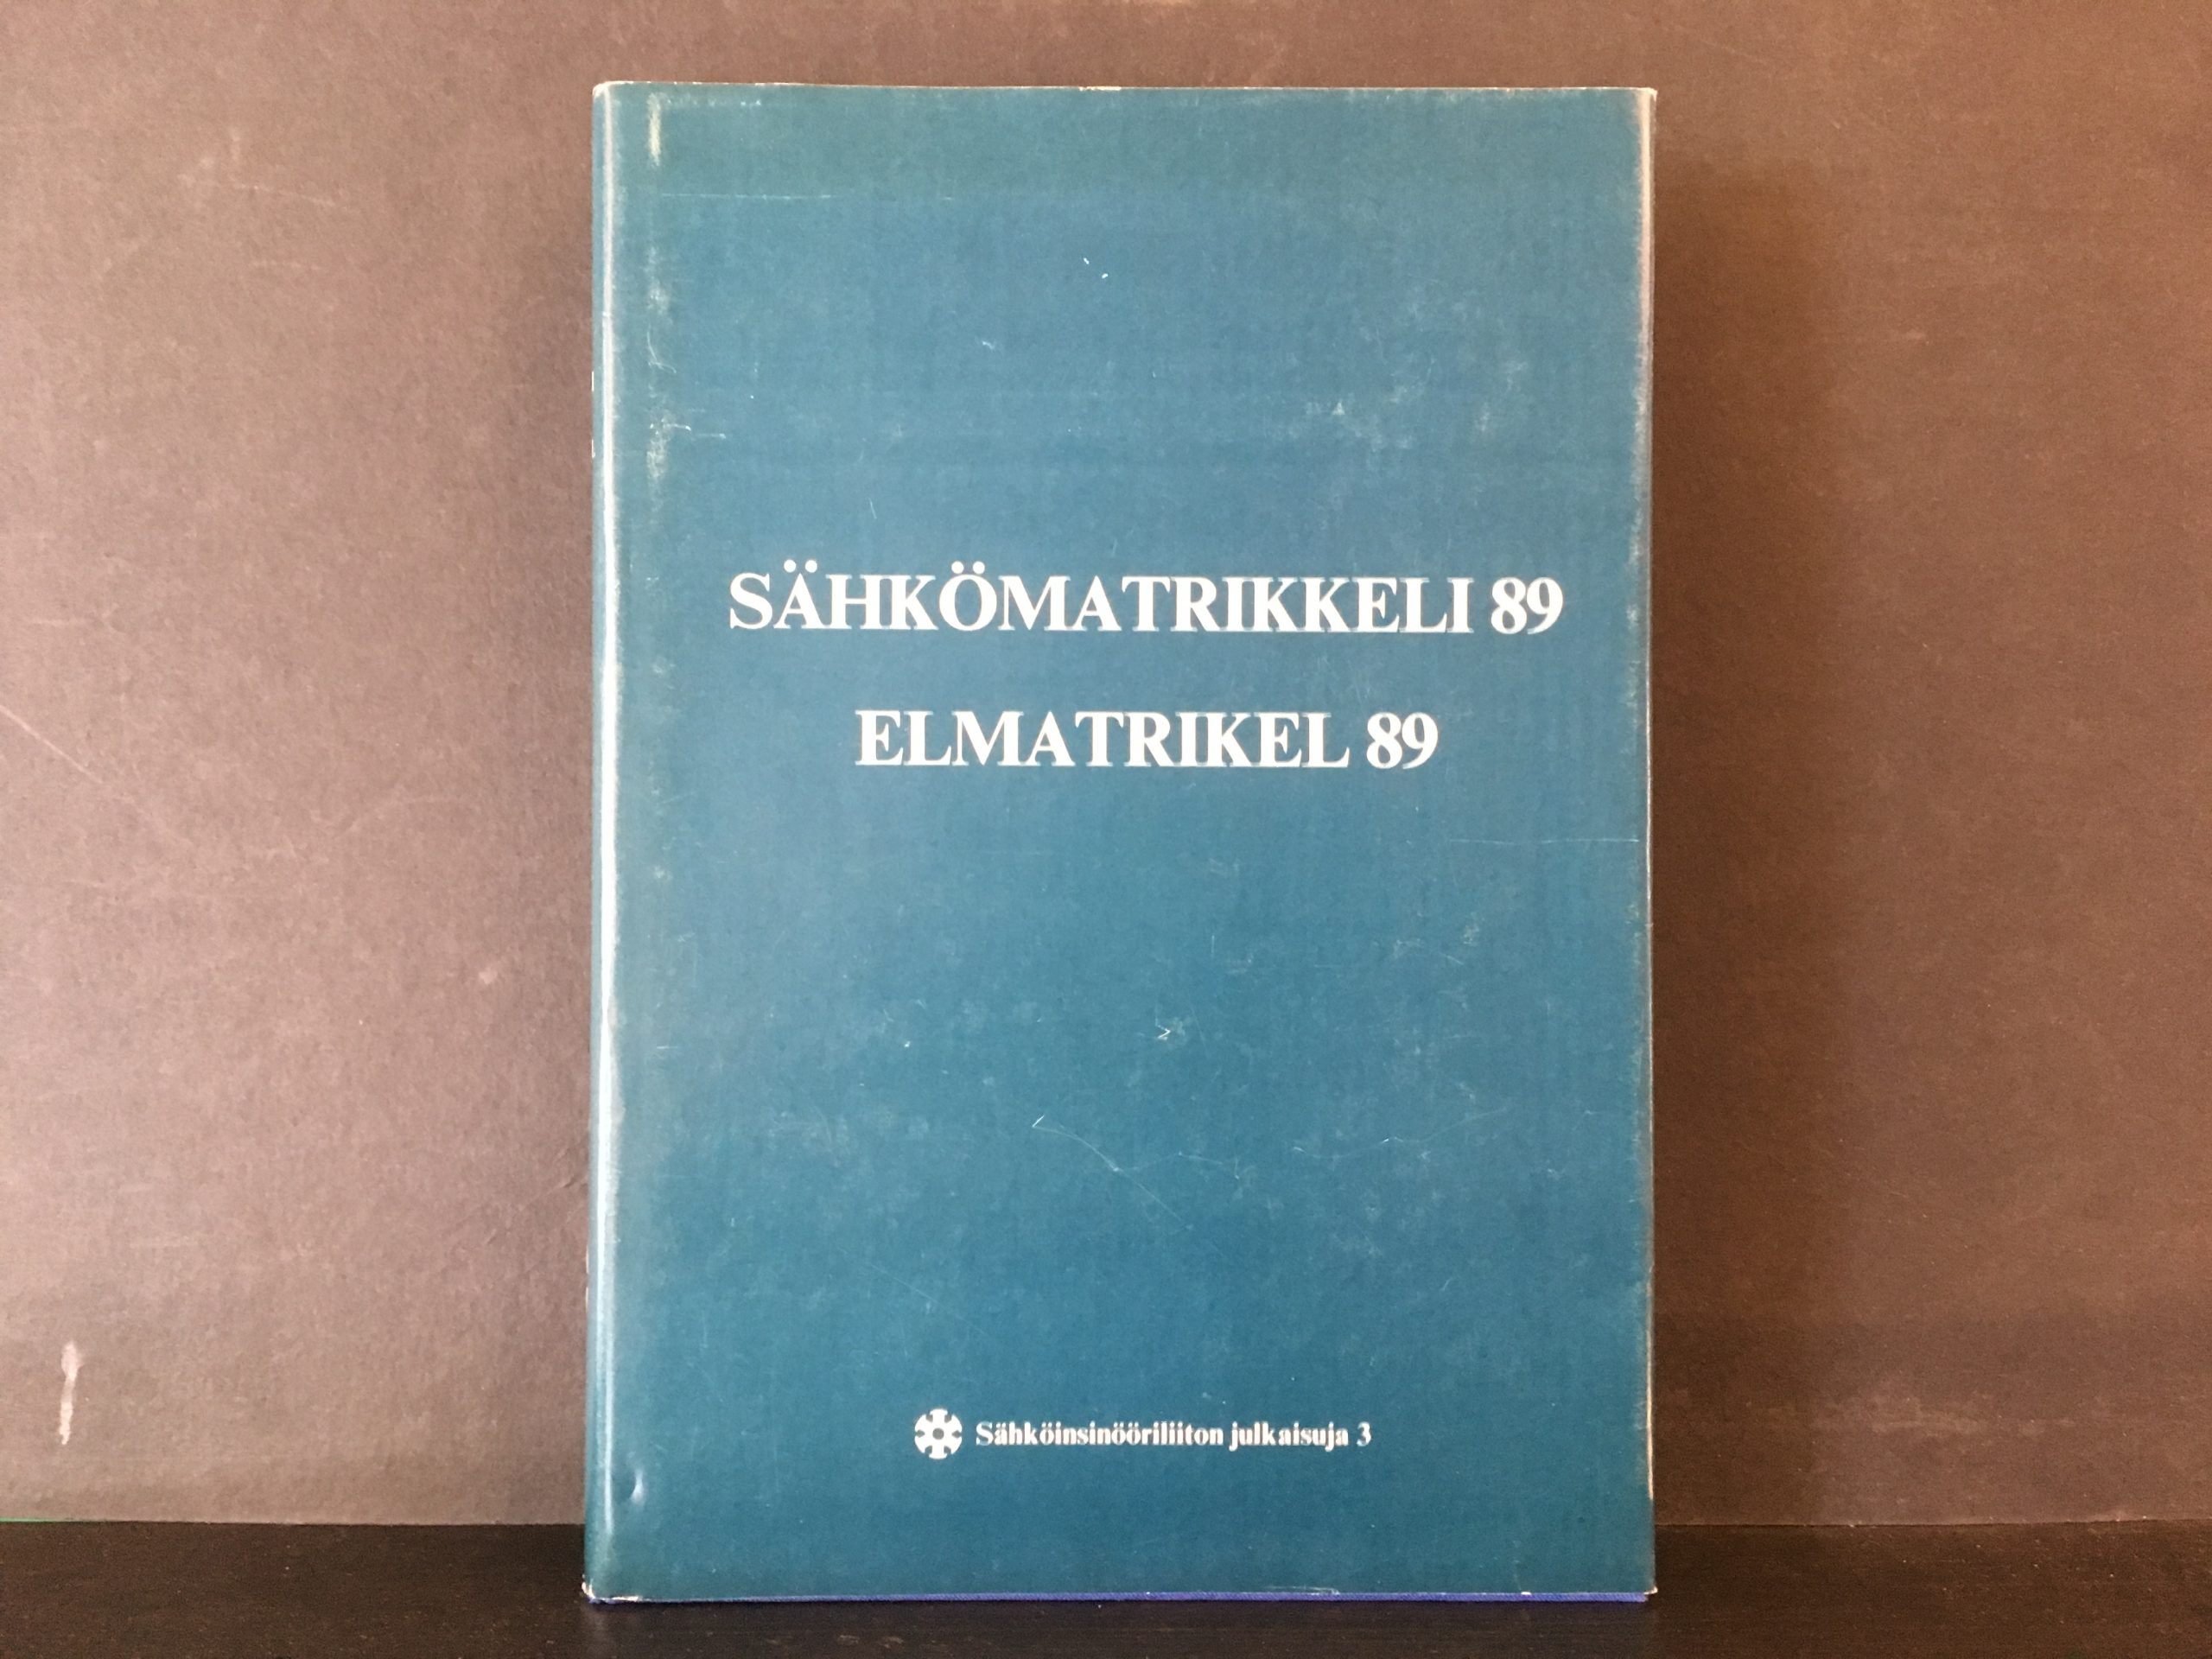 SÄHKÖMATRIKKELI 89
ELMATRIKEL 89
Sähköinsinööriliiton julkaisuja 3